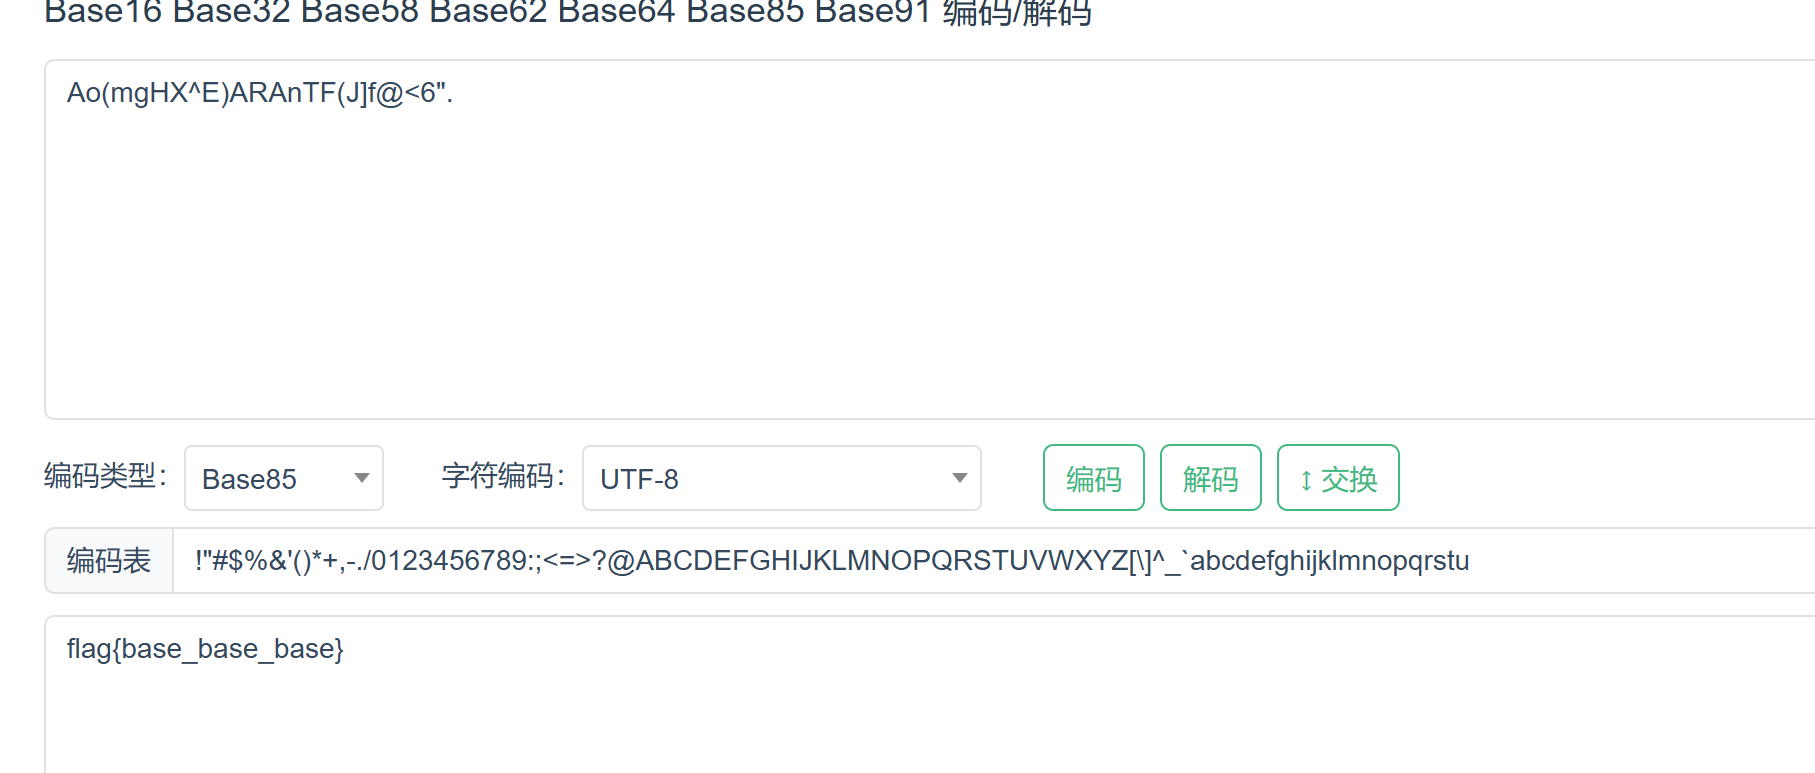 Base16 Base32 Base58 Base62 Base64 Base85 Base91 编码/解码
Ao(mgHX^E)ARAnTF(J]f@<6".
编码类型： Base85 字符编码： UTF-8 编码 解码 ↕ 交换
编码表 !"#$%&'()*+,-./0123456789:;<=>?@ABCDEFGHIJKLMNOPQRSTUVWXYZ[\]^_`abcdefghijklmnopqrstu
flag{base_base_base}